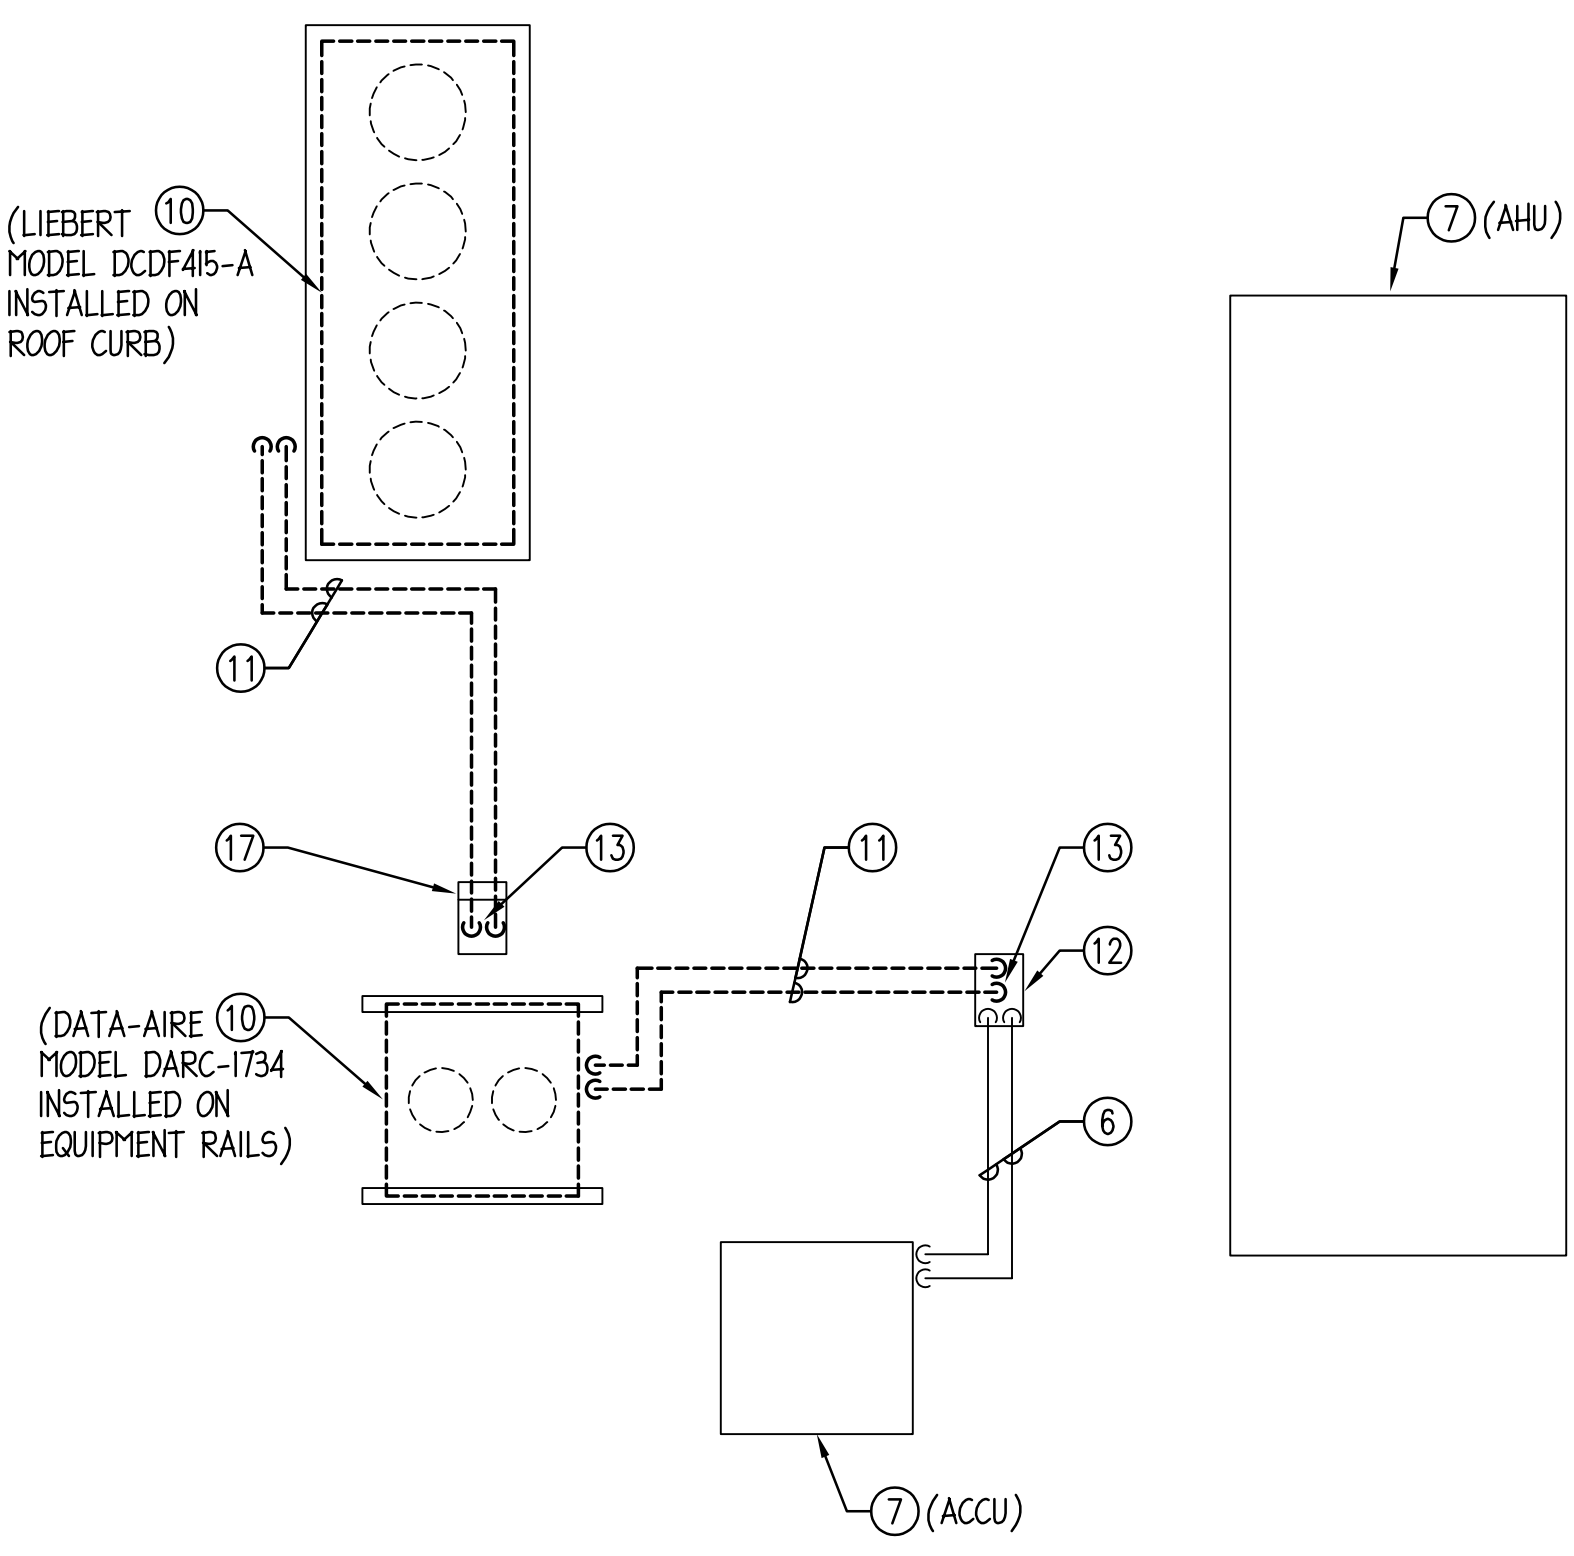 10
(LIEBERT
MODEL DCDF415-A
INSTALLED ON
ROOF CURB)
7 (AHU)
11
17
13
11
13
12
(DATA-AIRE 10
MODEL DARC-1734
INSTALLED ON
EQUIPMENT RAILS)
6
7 (ACCU)